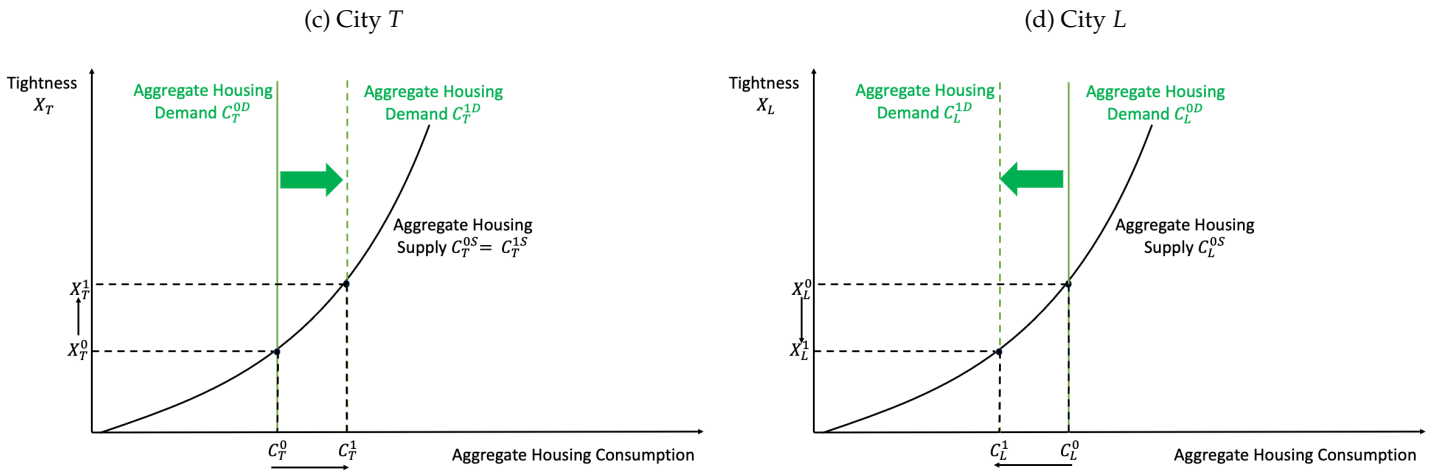 (c) City T
Tightness
X_T
Aggregate Housing
Demand C_T^{0D}
Aggregate Housing
Demand C_T^{1D}
Aggregate Housing
Supply C_T^{0S} = C_T^{1S}
X_T^1
X_T^0
C_T^0
C_T^1
Aggregate Housing Consumption
(d) City L
Tightness
X_L
Aggregate Housing
Demand C_L^{1D}
Aggregate Housing
Demand C_L^{0D}
Aggregate Housing
Supply C_L^{0S}
X_L^0
X_L^1
C_L^1
C_L^0
Aggregate Housing Consumption